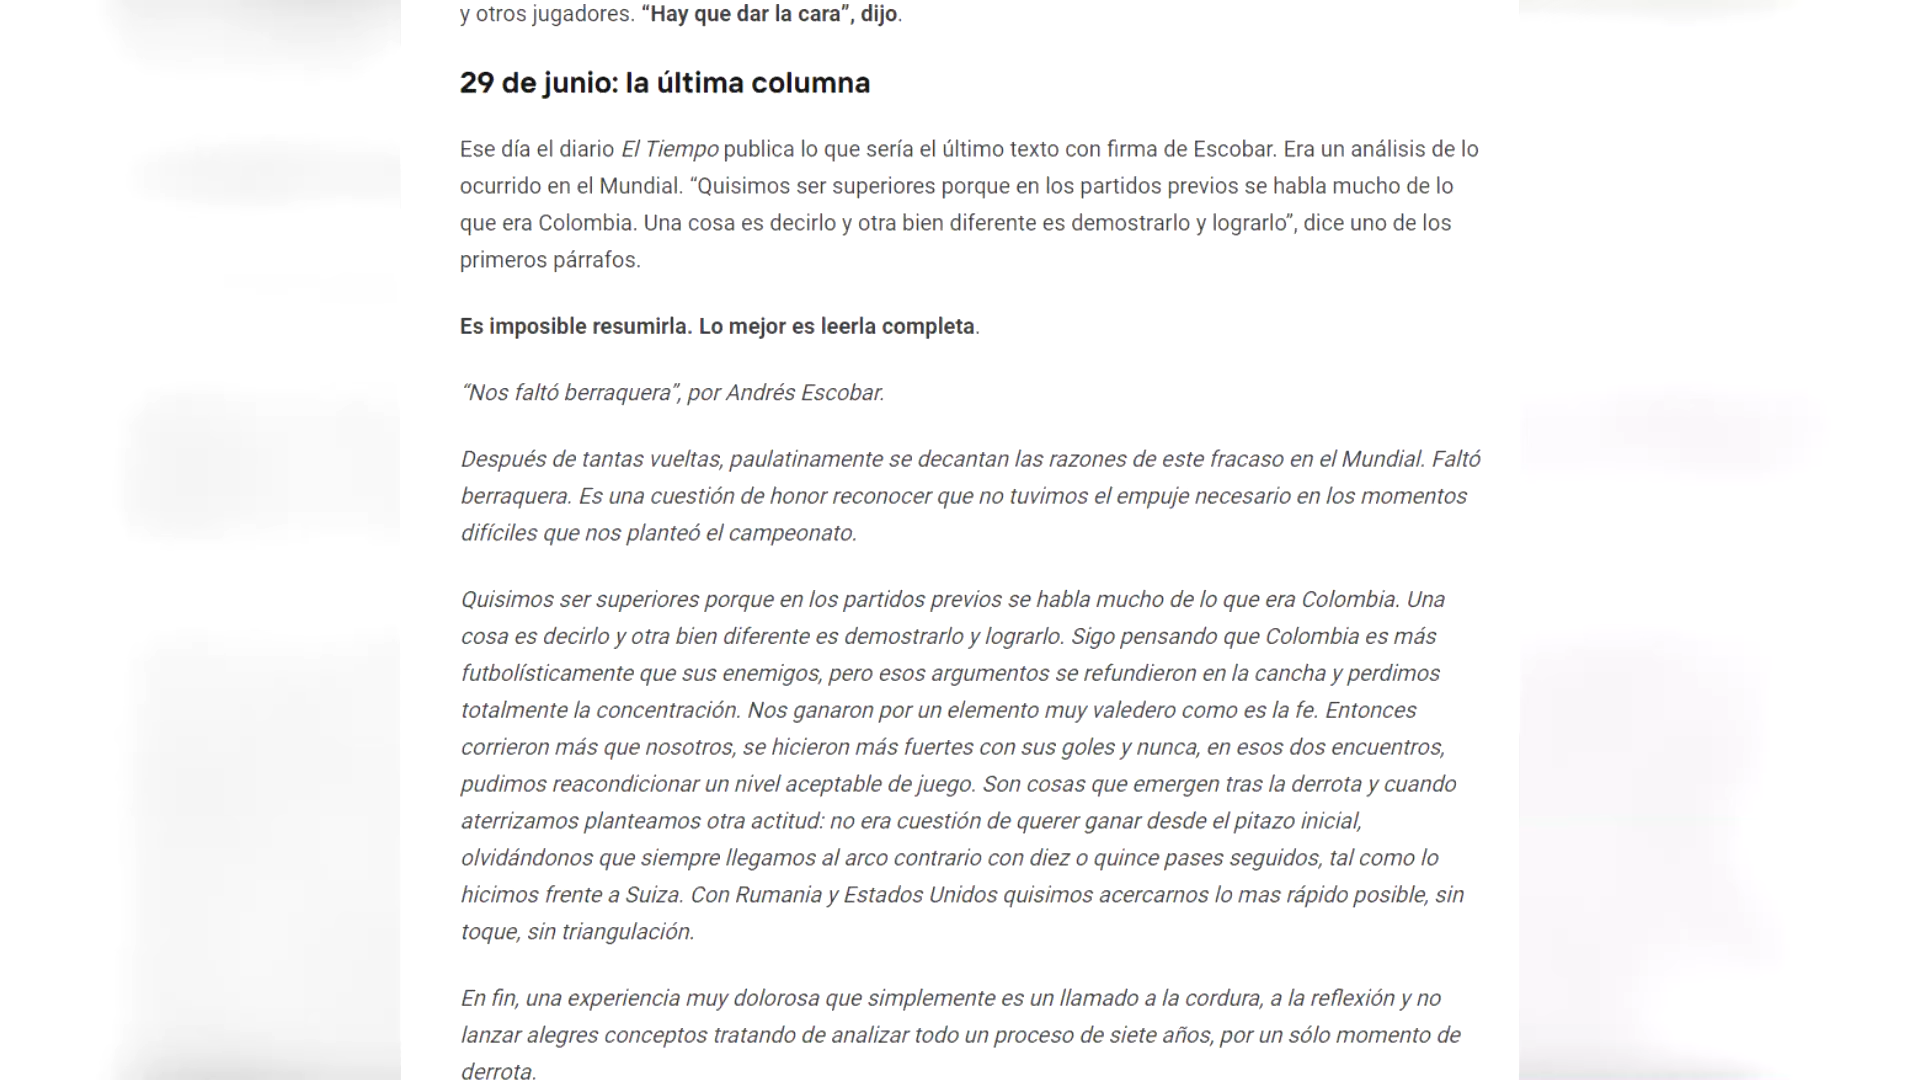 y otros jugadores. “Hay que dar la cara”, dijo.
29 de junio: la última columna
Ese día el diario El Tiempo publica lo que sería el último texto con firma de Escobar. Era un análisis de lo
ocurrido en el Mundial. “Quisimos ser superiores porque en los partidos previos se habla mucho de lo
que era Colombia. Una cosa es decirlo y otra bien diferente es demostrarlo y lograrlo”, dice uno de los
primeros párrafos.
Es imposible resumirla. Lo mejor es leerla completa.
“Nos faltó berraquera”, por Andrés Escobar.
Después de tantas vueltas, paulatinamente se decantan las razones de este fracaso en el Mundial. Faltó
berraquera. Es una cuestión de honor reconocer que no tuvimos el empuje necesario en los momentos
difíciles que nos planteó el campeonato.
Quisimos ser superiores porque en los partidos previos se habla mucho de lo que era Colombia. Una
cosa es decirlo y otra bien diferente es demostrarlo y lograrlo. Sigo pensando que Colombia es más
futbolísticamente que sus enemigos, pero esos argumentos se refundieron en la cancha y perdimos
totalmente la concentración. Nos ganaron por un elemento muy valedero como es la fe. Entonces
corrieron más que nosotros, se hicieron más fuertes con sus goles y nunca, en esos dos encuentros,
pudimos reacondicionar un nivel aceptable de juego. Son cosas que emergen tras la derrota y cuando
aterrizamos planteamos otra actitud: no era cuestión de querer ganar desde el pitazo inicial,
olvidándonos que siempre llegamos al arco contrario con diez o quince pases seguidos, tal como lo
hicimos frente a Suiza. Con Rumania y Estados Unidos quisimos acercarnos lo mas rápido posible, sin
toque, sin triangulación.
En fin, una experiencia muy dolorosa que simplemente es un llamado a la cordura, a la reflexión y no
lanzar alegres conceptos tratando de analizar todo un proceso de siete años, por un sólo momento de
derrota.